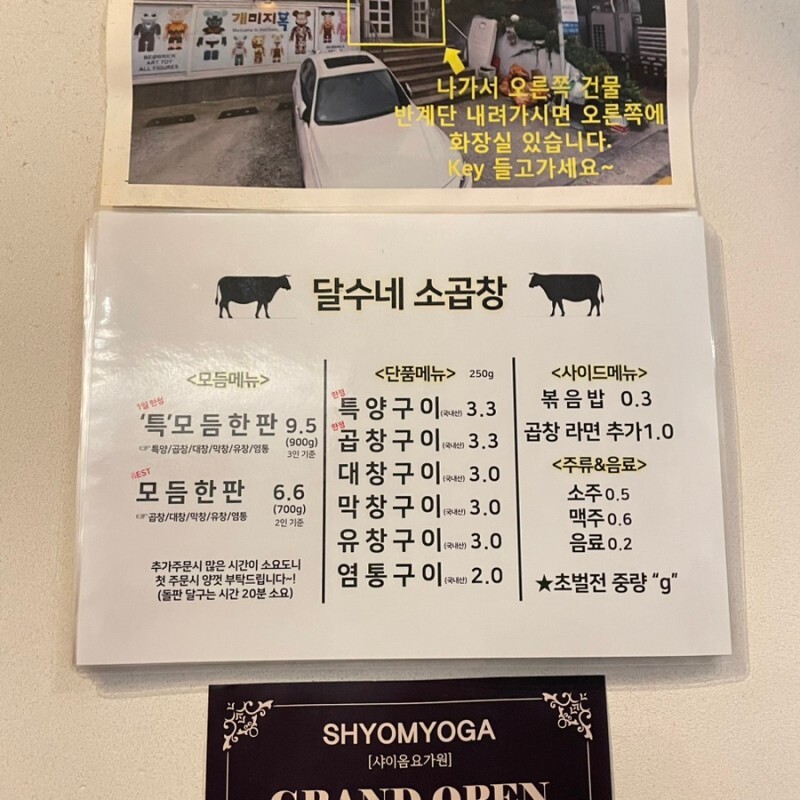 개미지옥
BE@RBRICK
ART TOY
ALL FIGURES
나가서 오른쪽 건물
반계단 내려가시면 오른쪽에
화장실 있습니다.
Key 들고가세요~
달수네 소곱창
<모듬메뉴>
1일 한정
‘특’모듬한판 9.5
(900g)
☞특양/곱창/대창/막창/유창/염통
3인 기준
BEST
모듬한판 6.6
(700g)
☞곱창/대창/막창/유창/염통
2인 기준
추가주문시 많은 시간이 소요도니
첫 주문시 양껏 부탁드립니다~!
(돌판 달구는 시간 20분 소요)
<단품메뉴> 250g
한정
특양구이(국내산) 3.3
한정
곱창구이(국내산) 3.3
대창구이(국내산) 3.0
막창구이(국내산) 3.0
유창구이(국내산) 3.0
염통구이(국내산) 2.0
<사이드메뉴>
볶음밥 0.3
곱창 라면 추가1.0
<주류&음료>
소주 0.5
맥주 0.6
음료 0.2
★초벌전 중량 “g”
SHYOMYOGA
[샤이옴요가원]
GRAND OPEN